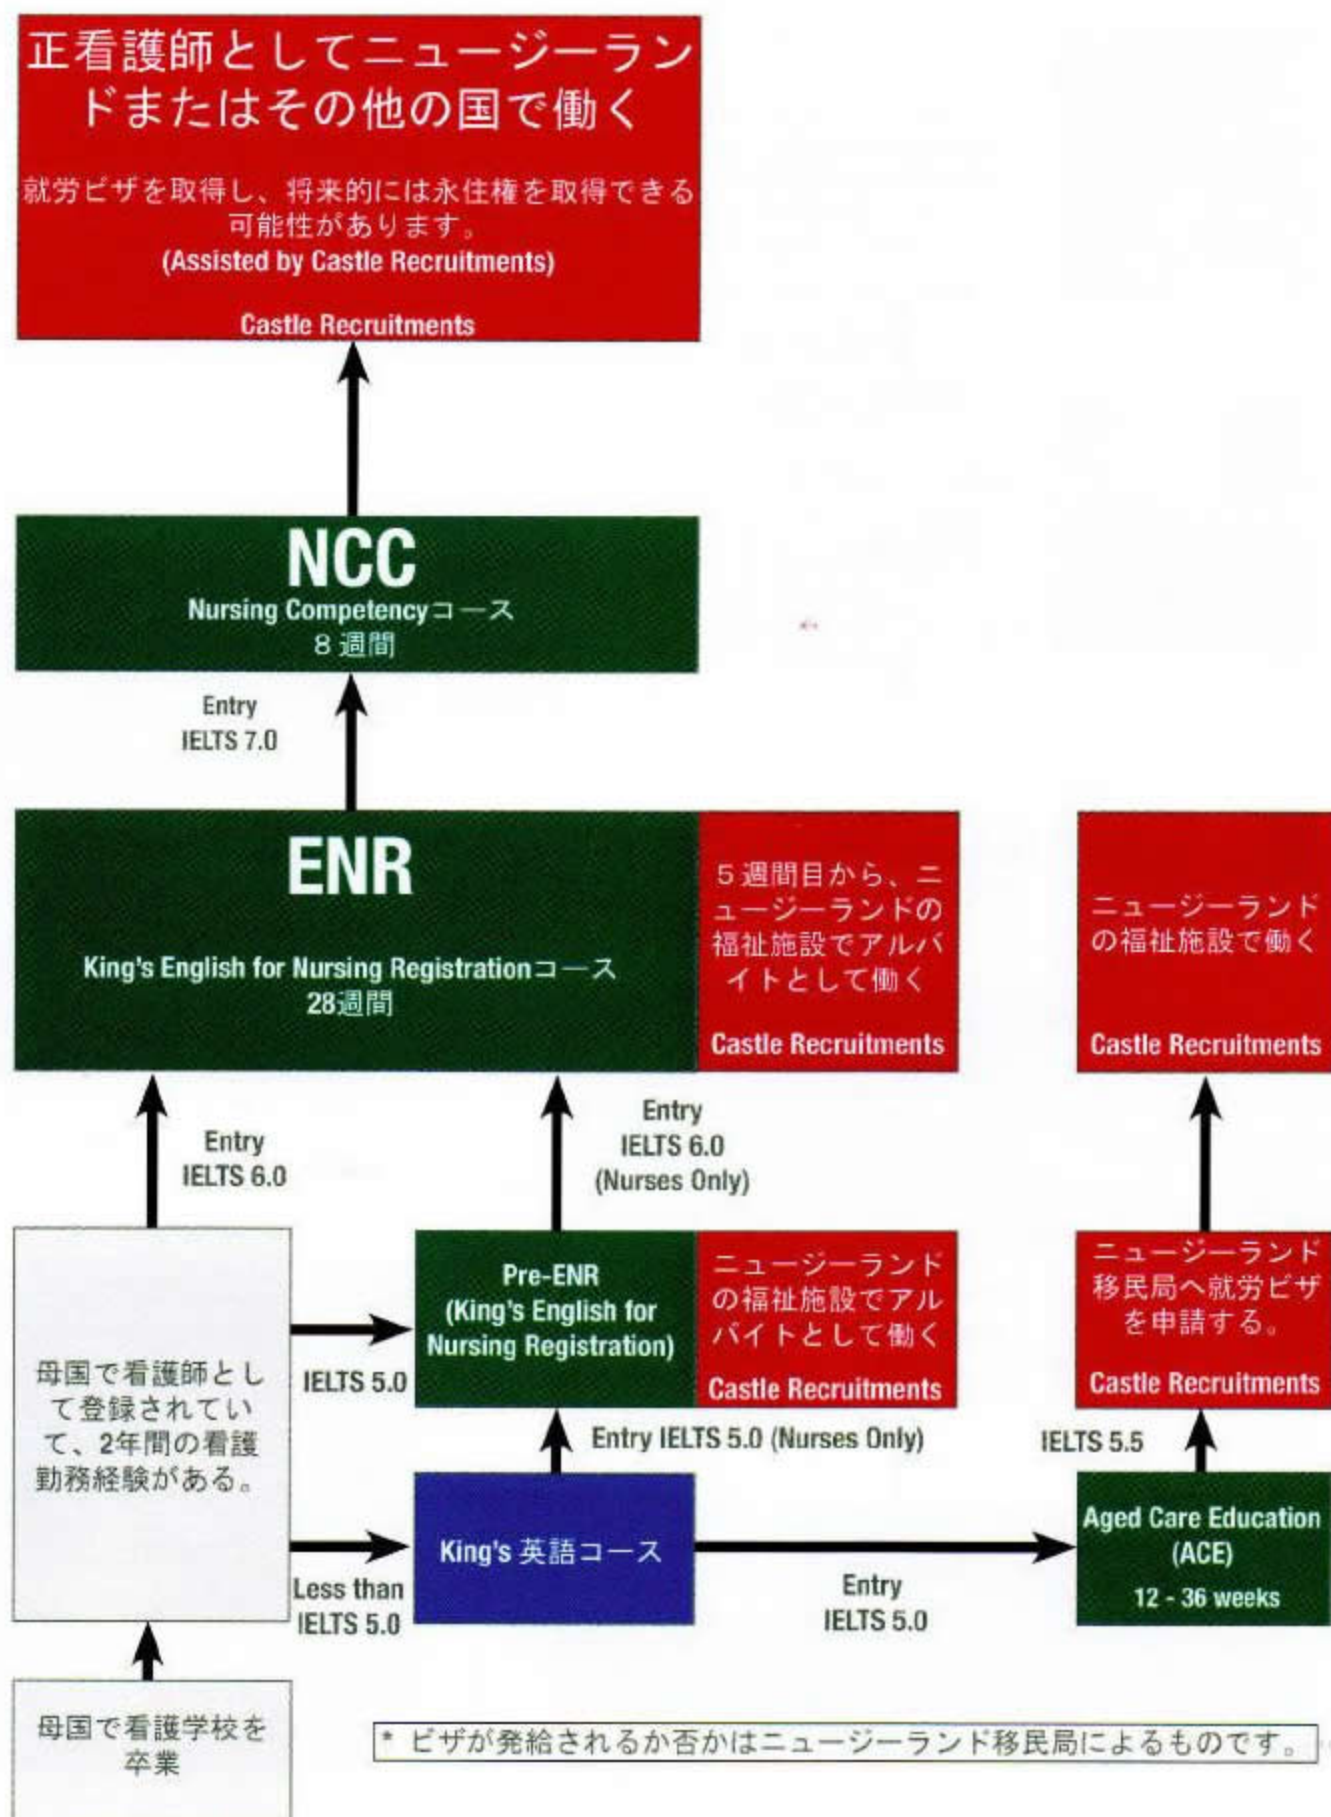 正看護師としてニュージーラン
ドまたはその他の国で働く
就労ビザを取得し、将来的には永住権を取得できる
可能性があります。
(Assisted by Castle Recruitments)
Castle Recruitments
NCC
Nursing Competencyコース
8週間
Entry
IELTS 7.0
ENR
King's English for Nursing Registrationコース
28週間
5週間目から、ニ
ュージーランドの
福祉施設でアルバ
イトとして働く
Castle Recruitments
ニュージーランド
の福祉施設で働く
Castle Recruitments
Entry
IELTS 6.0
Entry
IELTS 6.0
(Nurses Only)
母国で看護師とし
て登録されてい
て、2年間の看護
勤務経験がある。
IELTS 5.0
Pre-ENR
(King's English for
Nursing Registration)
ニュージーランド
の福祉施設でアル
バイトとして働く
Castle Recruitments
ニュージーランド
移民局へ就労ビザ
を申請する。
Castle Recruitments
Entry IELTS 5.0 (Nurses Only)
IELTS 5.5
Less than
IELTS 5.0
King's 英語コース
Entry
IELTS 5.0
Aged Care Education
(ACE)
12 - 36 weeks
母国で看護学校を
卒業
* ビザが発給されるか否かはニュージーランド移民局によるものです。